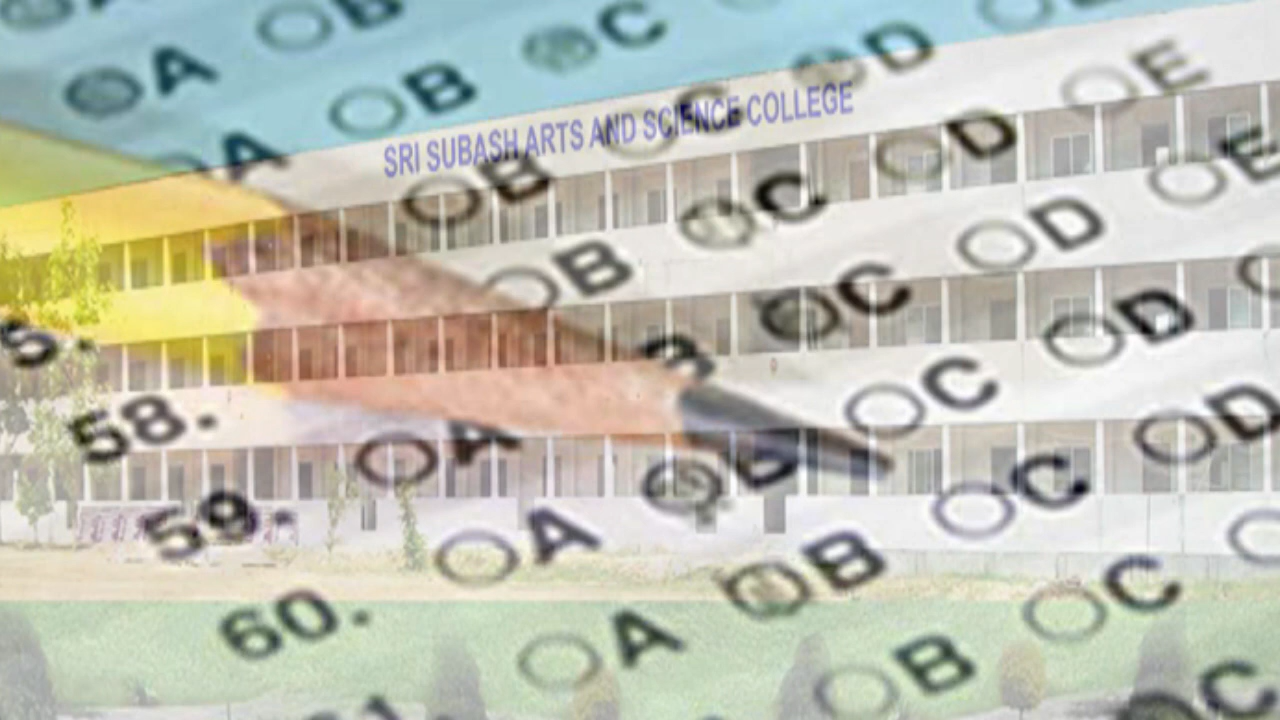 A B
A B C D E
A B C D E
SRI SUBASH ARTS AND SCIENCE COLLEGE
B C D E
B C D
58. A B C D
59. A B C
60. A B C